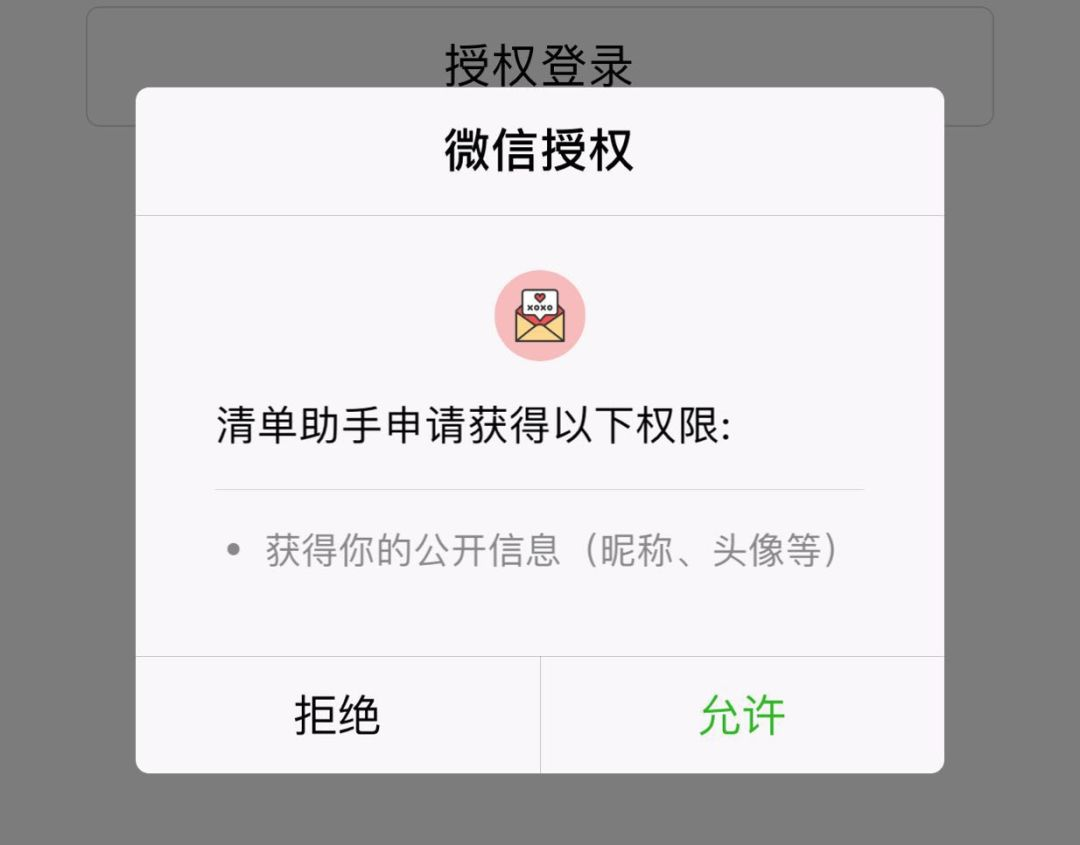 授权登录
微信授权
XOXO
清单助手申请获得以下权限:
• 获得你的公开信息（昵称、头像等）
拒绝
允许